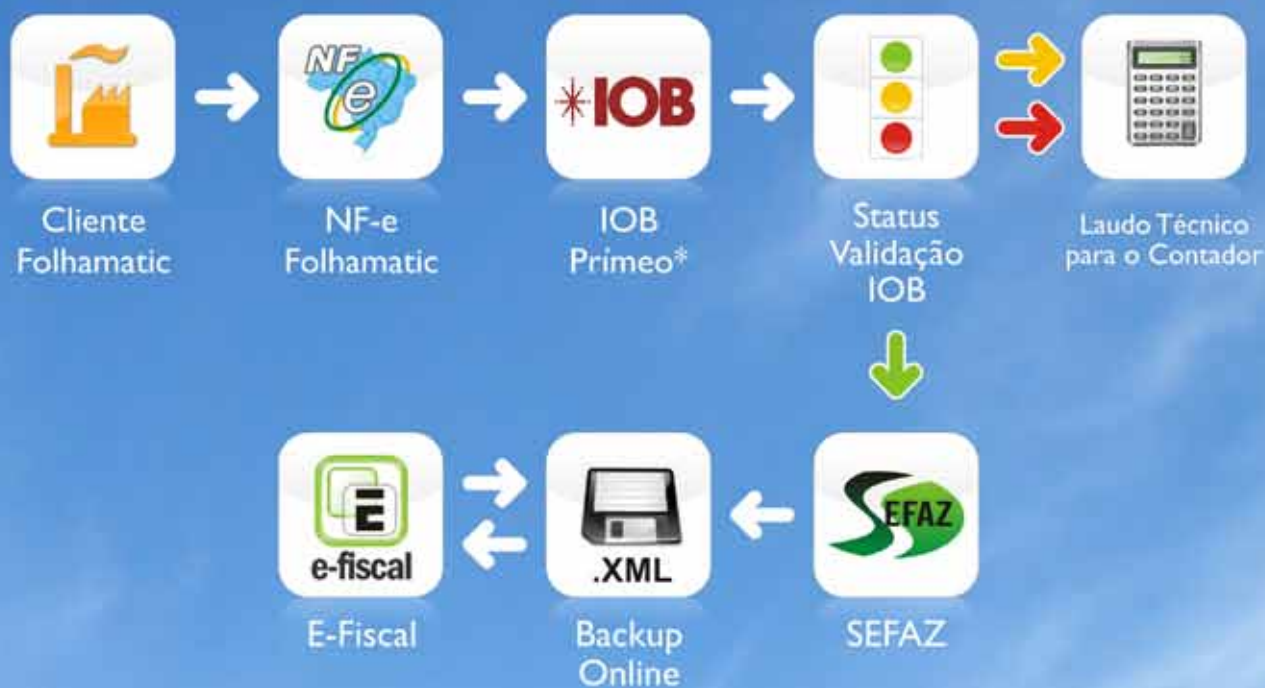 NF
e
IOB
Cliente
Folhamatic
NF-e
Folhamatic
IOB
Prímeo*
Status
Validação
IOB
Laudo Técnico
para o Contador
E
e-fiscal
.XML
SEFAZ
E-Fiscal
Backup
Online
SEFAZ